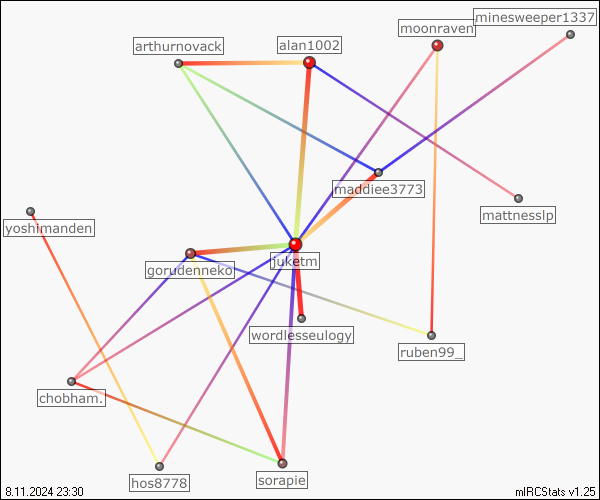 minesweeper1337
moonraven
arthurnovack
alan1002
maddiee3773
mattnesslp
yoshimanden
juketm
gorudenneko
wordlesseulogy
ruben99_
chobham.
hos8778
sorapie
8.11.2024 23:30
mIRCStats v1.25